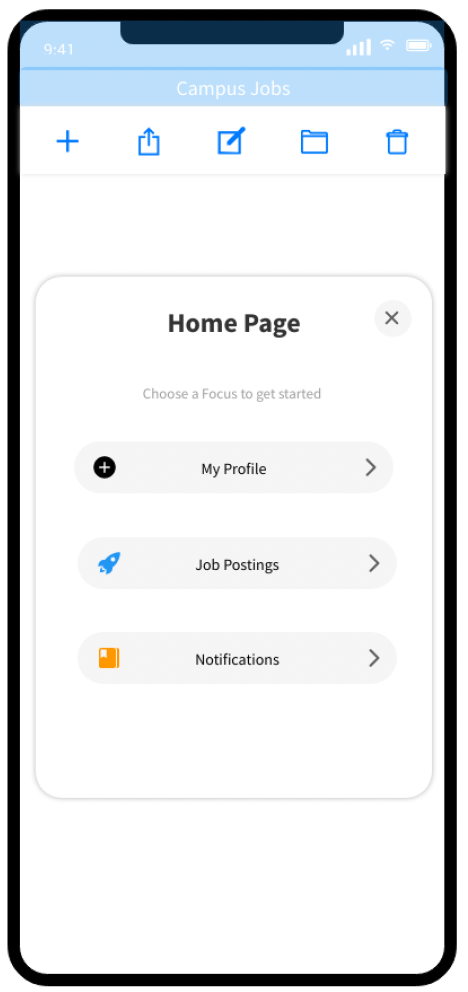 9:41
Campus Jobs
Home Page
Choose a Focus to get started
My Profile
Job Postings
Notifications